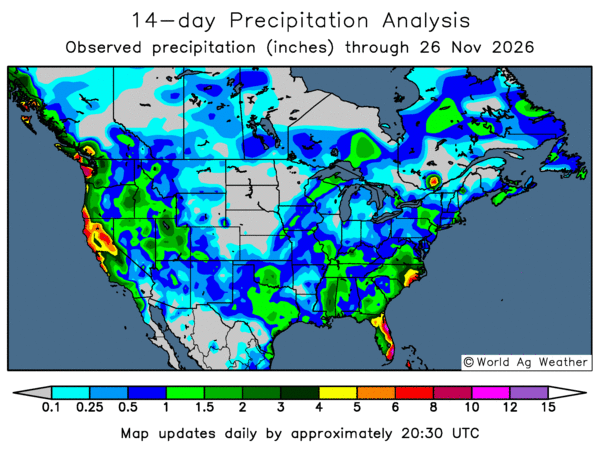 14-day Precipitation Analysis
Observed precipitation (inches) through 26 Nov 2026
© World Ag Weather
0.1 0.25 0.5 1 1.5 2 3 4 5 6 8 10 12 15
Map updates daily by approximately 20:30 UTC